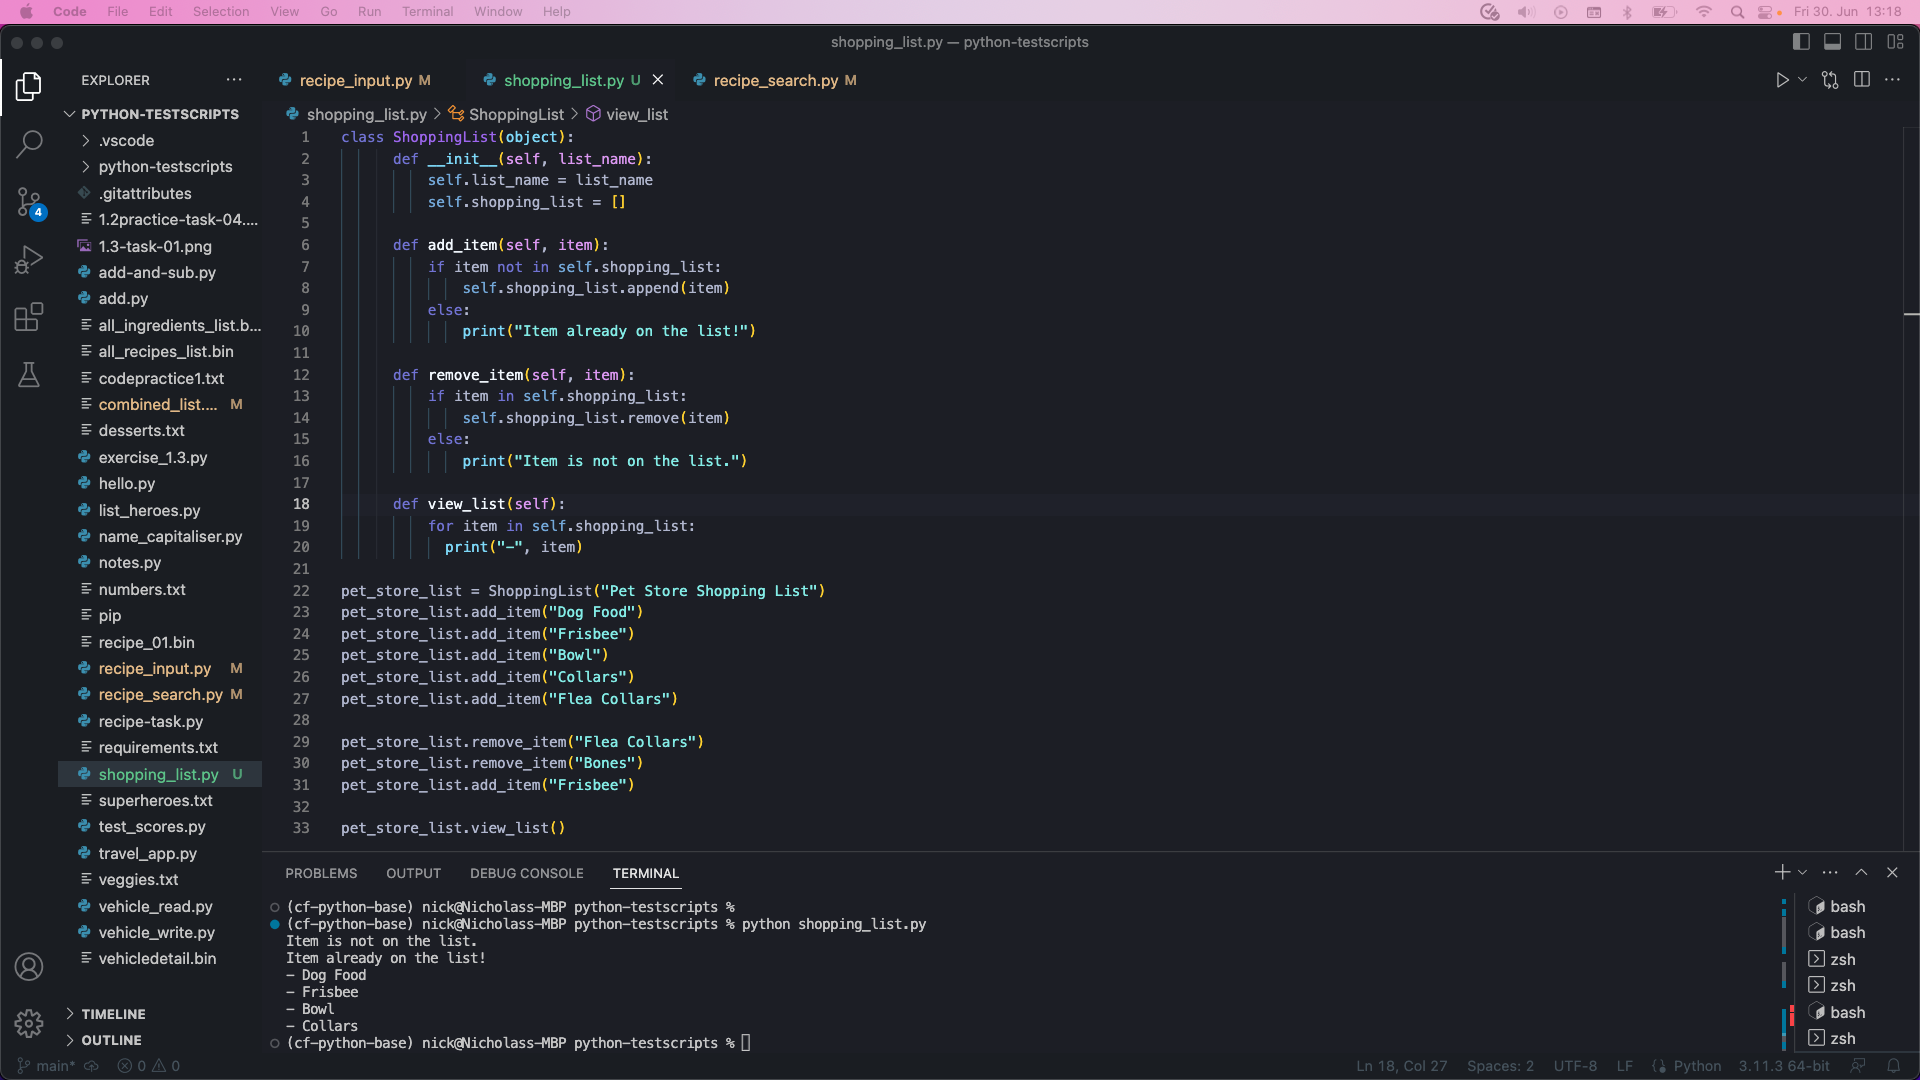 Code File Edit Selection View Go Run Terminal Window Help Fri 30. Jun 13:18
shopping_list.py — python-testscripts
EXPLORER
recipe_input.py M shopping_list.py U recipe_search.py M
shopping_list.py > ShoppingList > view_list
PYTHON-TESTSCRIPTS
.vscode
python-testscripts
.gitattributes
1.2practice-task-04....
1.3-task-01.png
add-and-sub.py
add.py
all_ingredients_list.b...
all_recipes_list.bin
codepractice1.txt
combined_list.... M
desserts.txt
exercise_1.3.py
hello.py
list_heroes.py
name_capitaliser.py
notes.py
numbers.txt
pip
recipe_01.bin
recipe_input.py M
recipe_search.py M
recipe-task.py
requirements.txt
shopping_list.py U
superheroes.txt
test_scores.py
travel_app.py
veggies.txt
vehicle_read.py
vehicle_write.py
vehicledetail.bin
TIMELINE
OUTLINE
4
1 class ShoppingList(object):
2 def __init__(self, list_name):
3 self.list_name = list_name
4 self.shopping_list = []
5
6 def add_item(self, item):
7 if item not in self.shopping_list:
8 self.shopping_list.append(item)
9 else:
10 print("Item already on the list!")
11
12 def remove_item(self, item):
13 if item in self.shopping_list:
14 self.shopping_list.remove(item)
15 else:
16 print("Item is not on the list.")
17
18 def view_list(self):
19 for item in self.shopping_list:
20 print("-", item)
21
22 pet_store_list = ShoppingList("Pet Store Shopping List")
23 pet_store_list.add_item("Dog Food")
24 pet_store_list.add_item("Frisbee")
25 pet_store_list.add_item("Bowl")
26 pet_store_list.add_item("Collars")
27 pet_store_list.add_item("Flea Collars")
28
29 pet_store_list.remove_item("Flea Collars")
30 pet_store_list.remove_item("Bones")
31 pet_store_list.add_item("Frisbee")
32
33 pet_store_list.view_list()
PROBLEMS OUTPUT DEBUG CONSOLE TERMINAL
(cf-python-base) nick@Nicholass-MBP python-testscripts %
(cf-python-base) nick@Nicholass-MBP python-testscripts % python shopping_list.py
Item is not on the list.
Item already on the list!
- Dog Food
- Frisbee
- Bowl
- Collars
(cf-python-base) nick@Nicholass-MBP python-testscripts %
bash
bash
zsh
zsh
bash
zsh
main* 0 0 Ln 18, Col 27 Spaces: 2 UTF-8 LF Python 3.11.3 64-bit